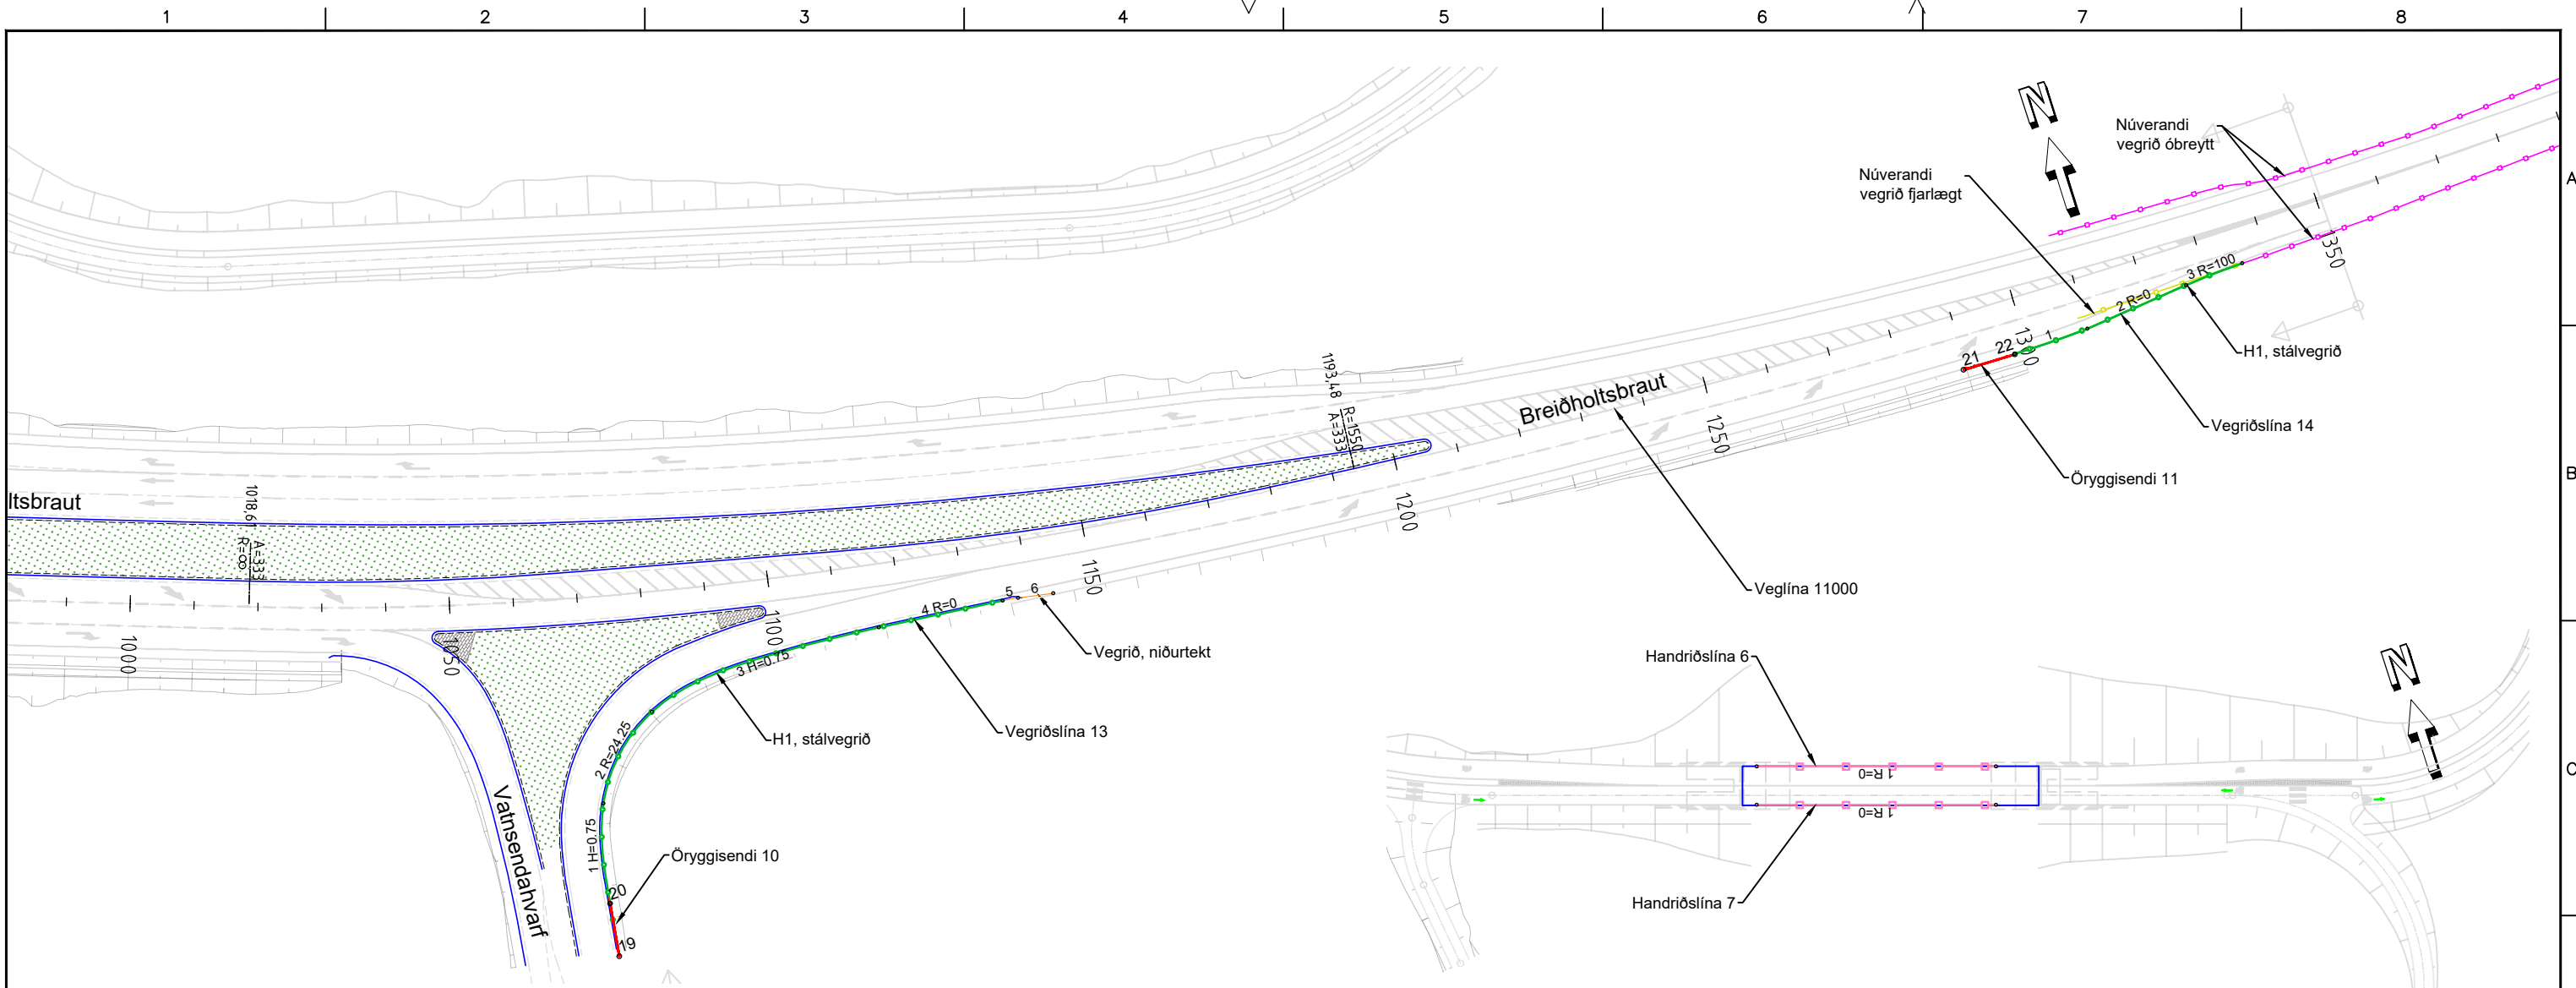 1 2 3 4 5 6 7 8
A
B
C
N
Núverandi
vegrið óbreytt
Núverandi
vegrið fjarlægt
1350
3 R=100
2 R=0
1
1300
22
21
H1, stálvegrið
Vegriðslína 14
Öryggisendi 11
Breiðholtsbraut
1193,48
R=1550
A=333
1250
1200
1150
1100
1050
1000
ltsbraut
1018,61
A=333
R=∞
Veglína 11000
5
6
4 R=0
3 H=0.75
2 R=24.25
1 H=0.75
20
19
Vegrið, niðurtekt
Vegriðslína 13
H1, stálvegrið
Öryggisendi 10
Vatnsendahvarf
Handriðslína 6
N
1 R=0
1 R=0
Handriðslína 7